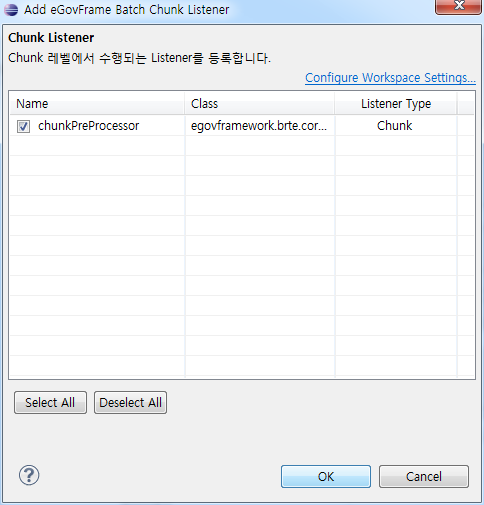 Add eGovFrame Batch Chunk Listener
Chunk Listener
Chunk 레벨에서 수행되는 Listener를 등록합니다.
Configure Workspace Settings...
Name Class Listener Type
chunkPreProcessor egovframework.brte.cor... Chunk
Select All Deselect All
? OK Cancel